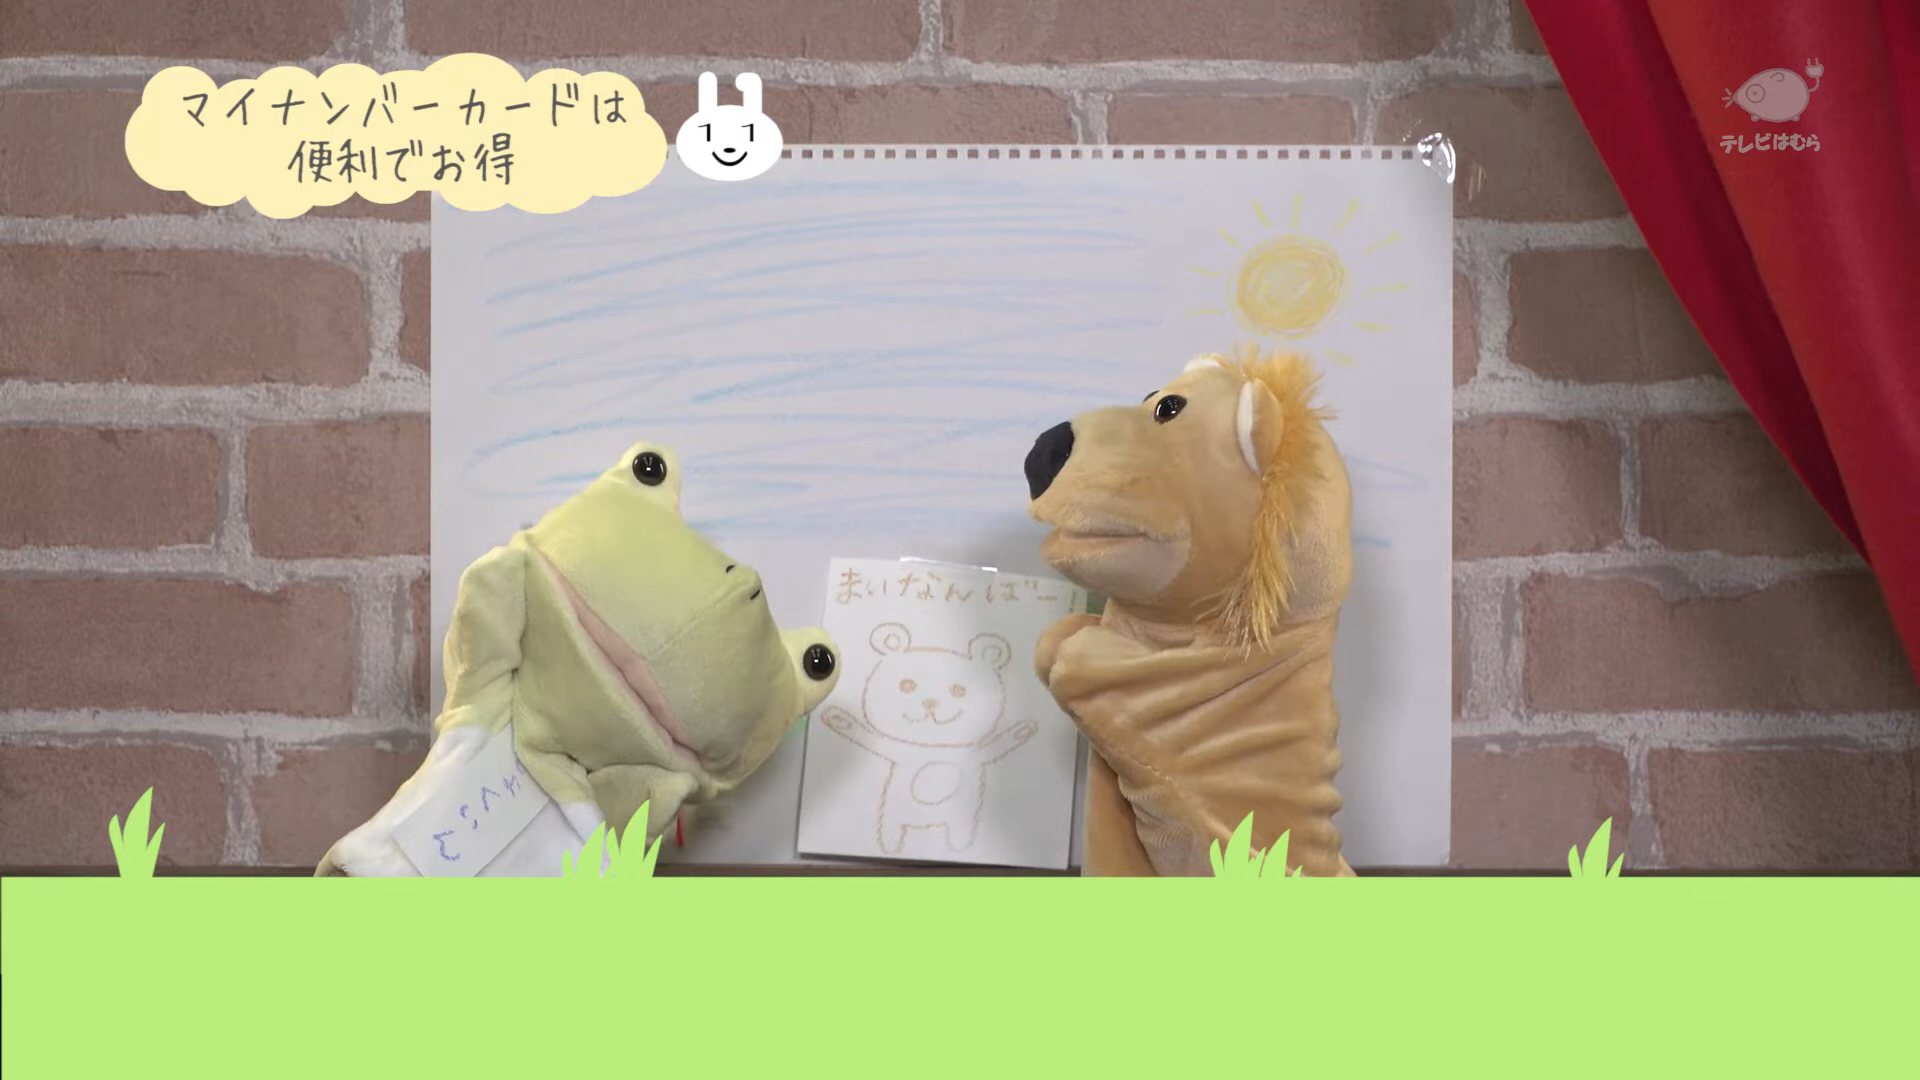 マイナンバーカードは
便利でお得
テレビはむら
まいなんばー